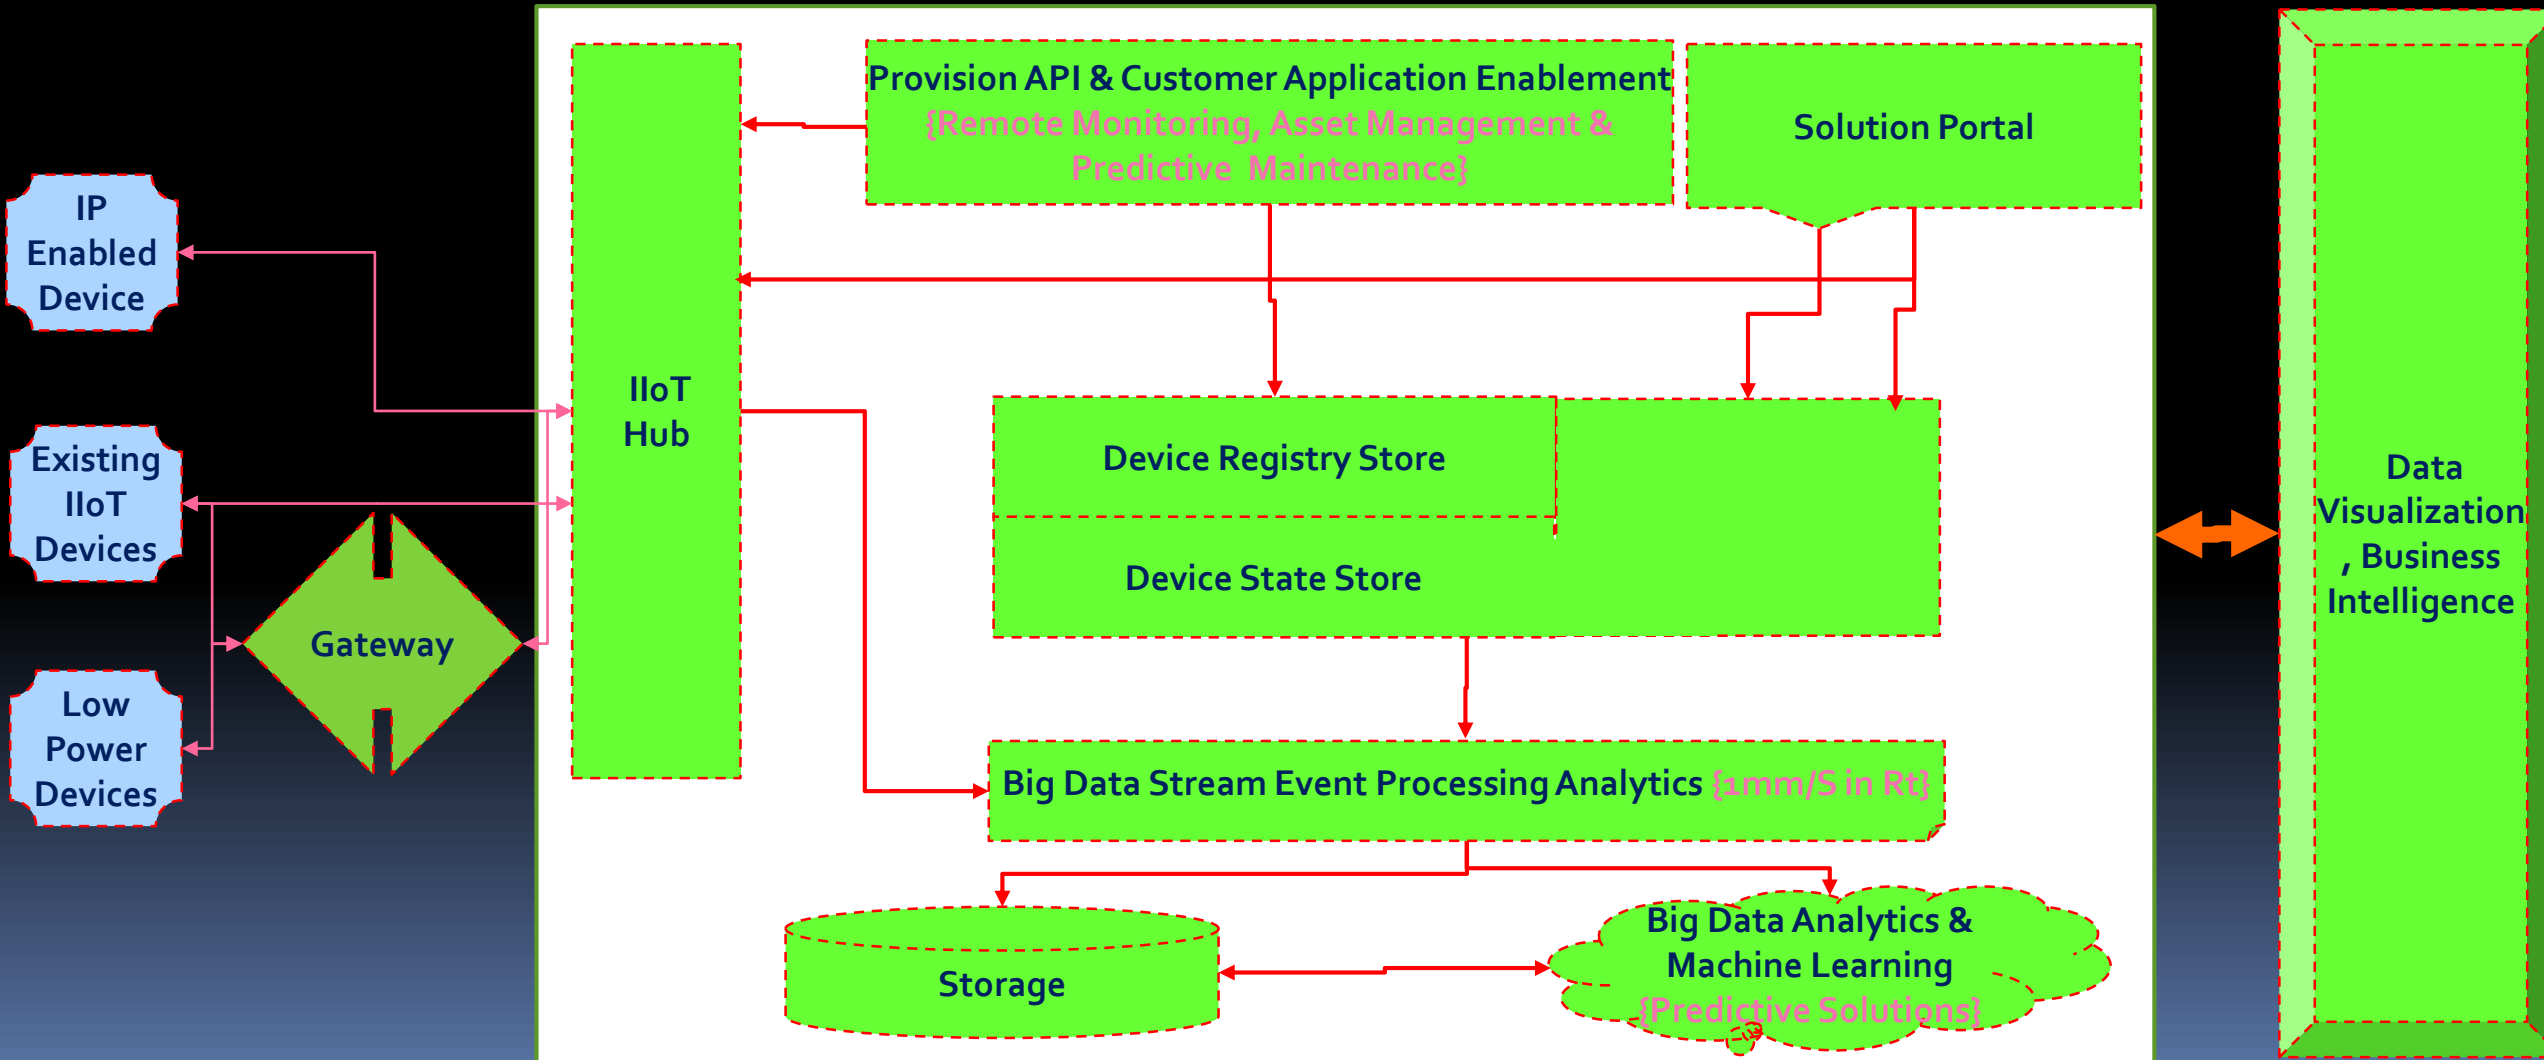 Provision API & Customer Application Enablement
{Remote Monitoring, Asset Management &
Predictive Maintenance}
Solution Portal
IP
Enabled
Device
IIoT
Hub
Existing
IIoT
Devices
Device Registry Store
Data
Visualization
, Business
Intelligence
Device State Store
Gateway
Low
Power
Devices
Big Data Stream Event Processing Analytics {1mm/S in Rt}
Storage
Big Data Analytics &
Machine Learning
{Predictive Solutions}